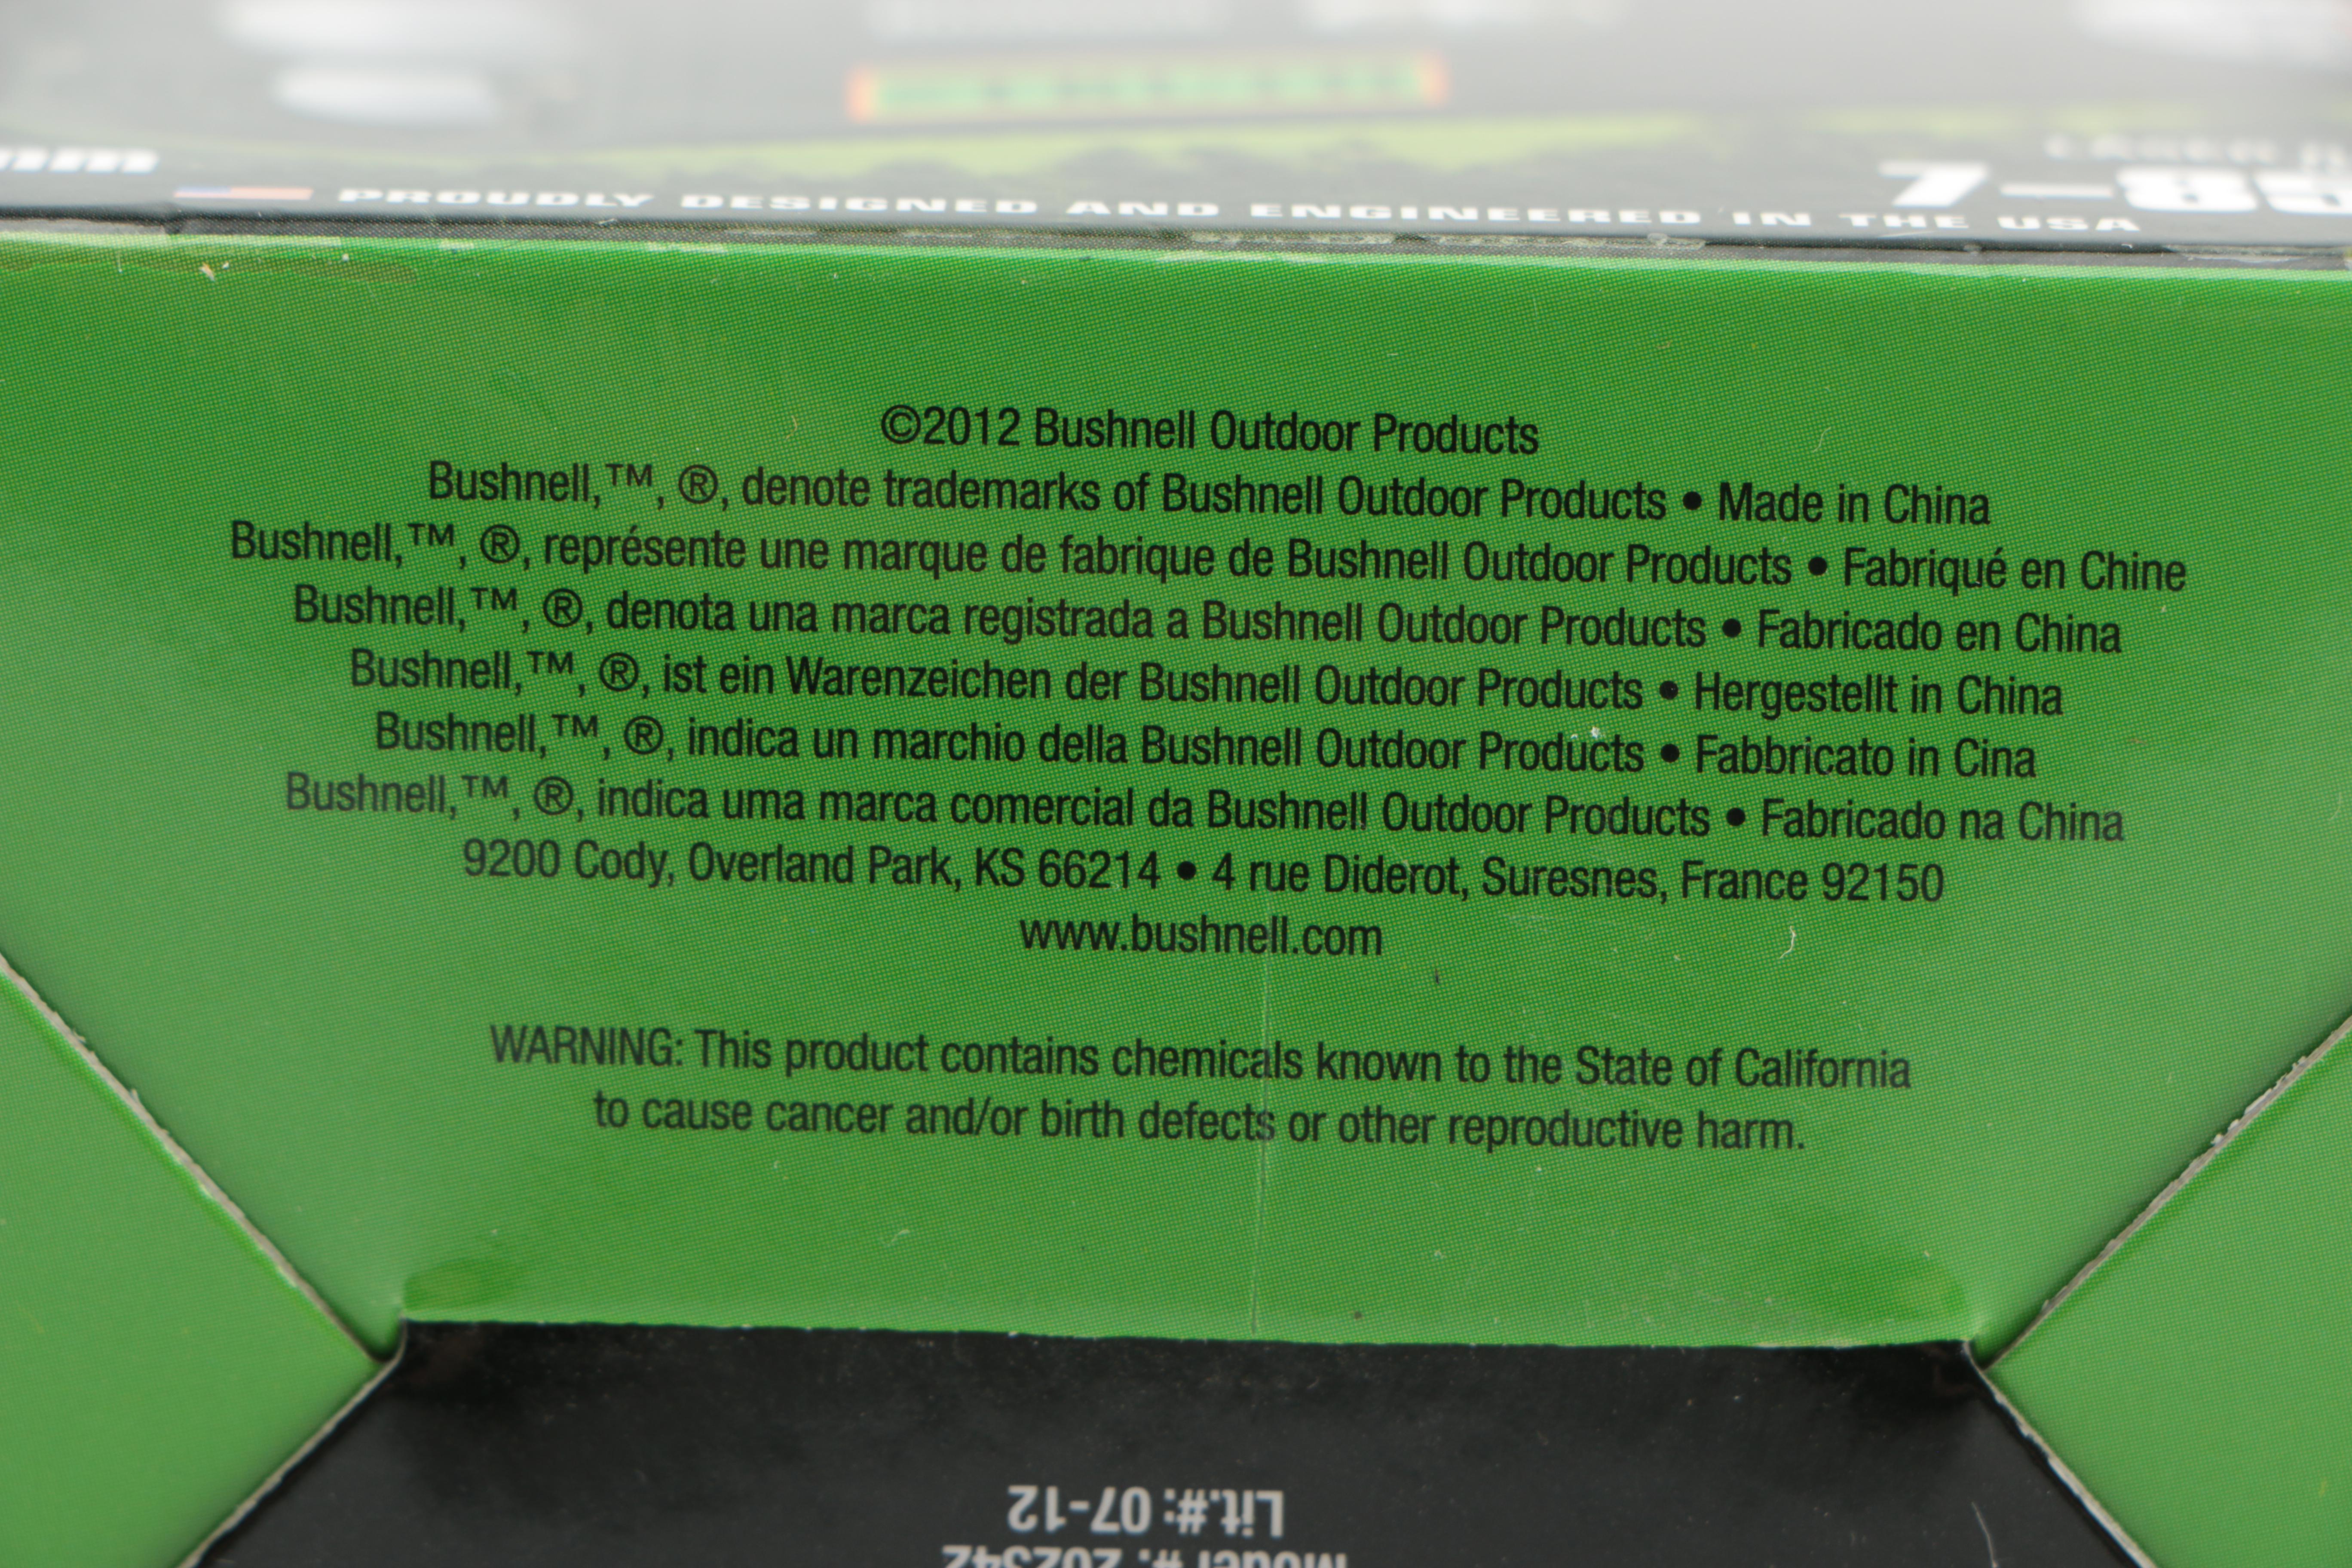 PROUDLY DESIGNED AND ENGINEERED IN THE USA
©2012 Bushnell Outdoor Products
Bushnell,™, ®, denote trademarks of Bushnell Outdoor Products • Made in China
Bushnell,™, ®, représente une marque de fabrique de Bushnell Outdoor Products • Fabriqué en Chine
Bushnell,™, ®, denota una marca registrada a Bushnell Outdoor Products • Fabricado en China
Bushnell,™, ®, ist ein Warenzeichen der Bushnell Outdoor Products • Hergestellt in China
Bushnell,™, ®, indica un marchio della Bushnell Outdoor Products • Fabbricato in Cina
Bushnell,™, ®, indica uma marca comercial da Bushnell Outdoor Products • Fabricado na China
9200 Cody, Overland Park, KS 66214 • 4 rue Diderot, Suresnes, France 92150
www.bushnell.com
WARNING: This product contains chemicals known to the State of California
to cause cancer and/or birth defects or other reproductive harm.
Lit.#: 07-12
Model #: 202342